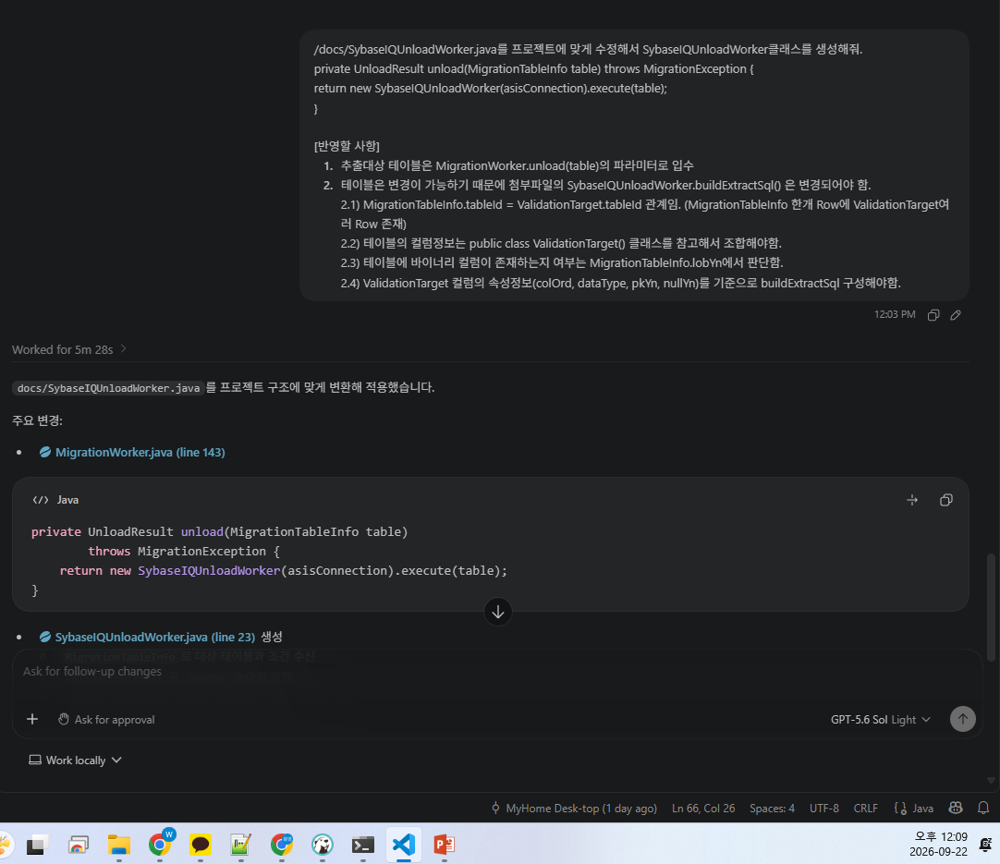 /docs/SybaseIQUnloadWorker.java를 프로젝트에 맞게 수정해서 SybaseIQUnloadWorker클래스를 생성해줘.
private UnloadResult unload(MigrationTableInfo table) throws MigrationException {
return new SybaseIQUnloadWorker(asisConnection).execute(table);
}
[반영할 사항]
1. 추출대상 테이블은 MigrationWorker.unload(table)의 파라미터로 입수
2. 테이블은 변경이 가능하기 때문에 첨부파일의 SybaseIQUnloadWorker.buildExtractSql() 은 변경되어야 함.
2.1) MigrationTableInfo.tableId = ValidationTarget.tableId 관계임. (MigrationTableInfo 한개 Row에 ValidationTarget여
러 Row 존재)
2.2) 테이블의 컬럼정보는 public class ValidationTarget() 클래스를 참고해서 조합해야함.
2.3) 테이블에 바이너리 컬럼이 존재하는지 여부는 MigrationTableInfo.lobYn에서 판단함.
2.4) ValidationTarget 컬럼의 속성정보(colOrd, dataType, pkYn, nullYn)를 기준으로 buildExtractSql 구성해야함.
12:03 PM
Worked for 5m 28s
docs/SybaseIQUnloadWorker.java를 프로젝트 구조에 맞게 변환해 적용했습니다.
주요 변경:
MigrationWorker.java (line 143)
Java
private UnloadResult unload(MigrationTableInfo table)
throws MigrationException {
return new SybaseIQUnloadWorker(asisConnection).execute(table);
}
SybaseIQUnloadWorker.java (line 23) 생성
MigrationTableInfo 로 대상 테이블과 조건 수신
Ask for follow-up changes
Ask for approval
GPT-5.6 Sol Light
Work locally
MyHome Desk-top (1 day ago) Ln 66, Col 26 Spaces: 4 UTF-8 CRLF {} Java
W
오후 12:09
2026-09-22